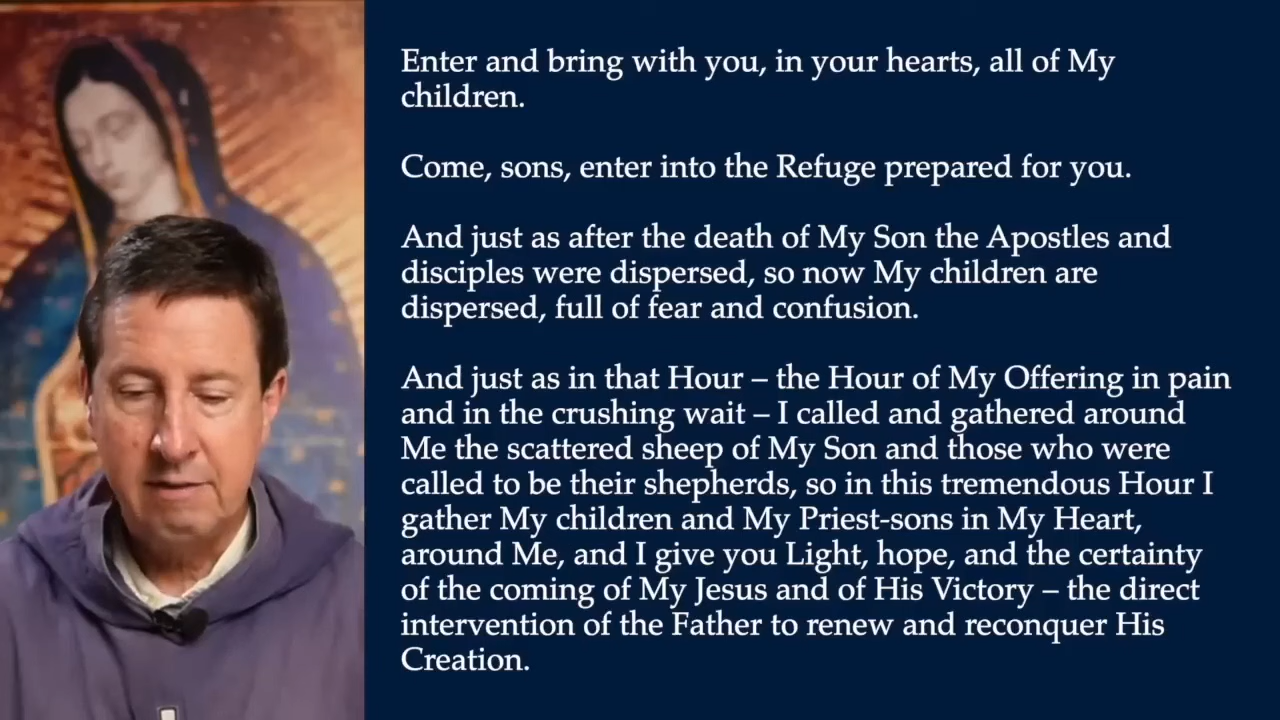 Enter and bring with you, in your hearts, all of My
children.
Come, sons, enter into the Refuge prepared for you.
And just as after the death of My Son the Apostles and
disciples were dispersed, so now My children are
dispersed, full of fear and confusion.
And just as in that Hour – the Hour of My Offering in pain
and in the crushing wait – I called and gathered around
Me the scattered sheep of My Son and those who were
called to be their shepherds, so in this tremendous Hour I
gather My children and My Priest-sons in My Heart,
around Me, and I give you Light, hope, and the certainty
of the coming of My Jesus and of His Victory – the direct
intervention of the Father to renew and reconquer His
Creation.